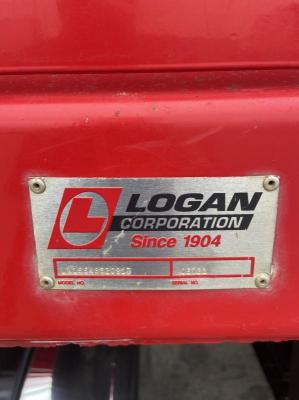 L LOGAN
CORPORATION
Since 1904
MODEL NO. SERIAL NO.